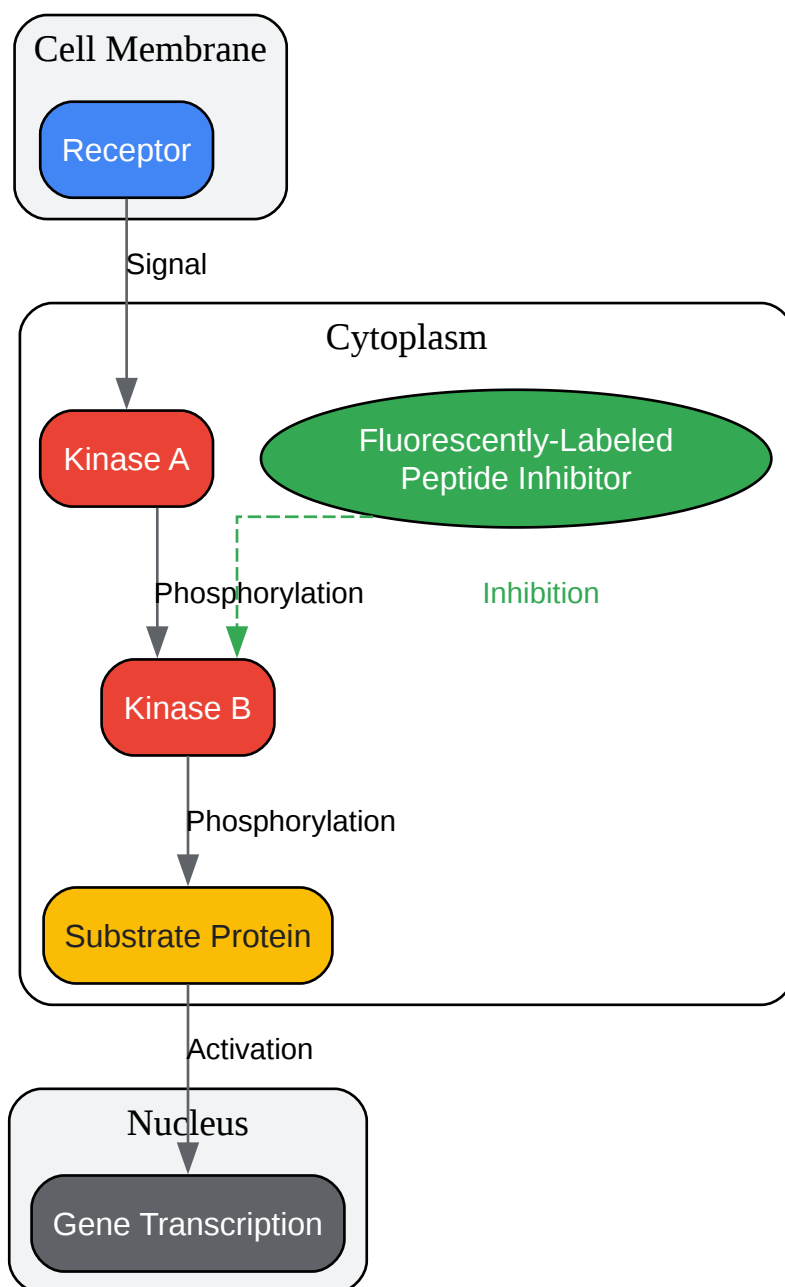 Cell Membrane
Receptor
Signal
Cytoplasm
Kinase A
Fluorescently-Labeled
Peptide Inhibitor
Phosphorylation
Inhibition
Kinase B
Phosphorylation
Substrate Protein
Activation
Nucleus
Gene Transcription